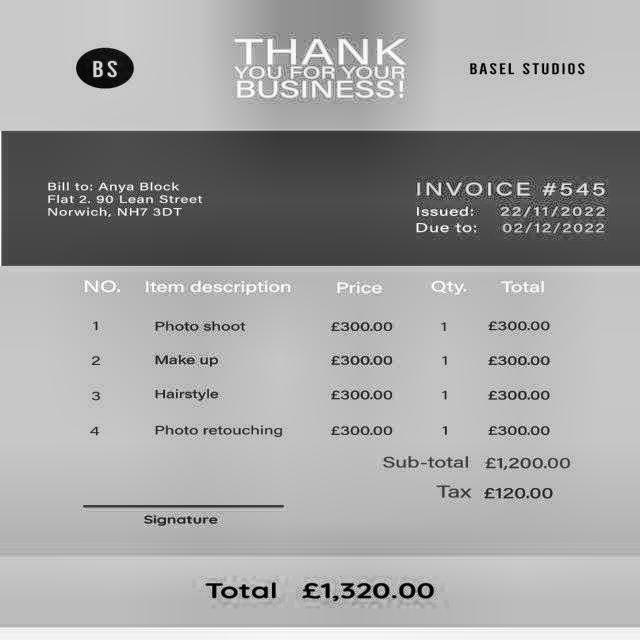 BS
THANK
YOU FOR YOUR
BUSINESS!
BASEL STUDIOS
Bill to: Anya Block
Flat 2. 90 Lean Street
Norwich, NH7 3DT
INVOICE #545
Issued: 22/11/2022
Due to: 02/12/2022
NO. Item description Price Qty. Total
1 Photo shoot £300.00 1 £300.00
2 Make up £300.00 1 £300.00
3 Hairstyle £300.00 1 £300.00
4 Photo retouching £300.00 1 £300.00
Sub-total £1,200.00
Tax £120.00
Signature
Total £1,320.00